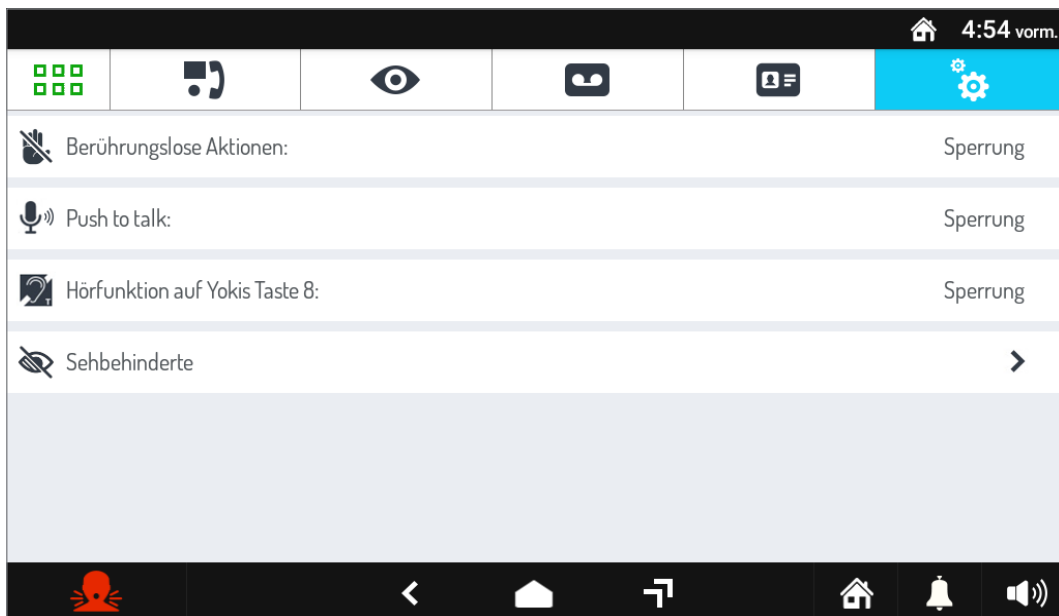 4:54 vorm.
Berührungslose Aktionen: Sperrung
Push to talk: Sperrung
Hörfunktion auf Yokis Taste 8: Sperrung
Sehbehinderte